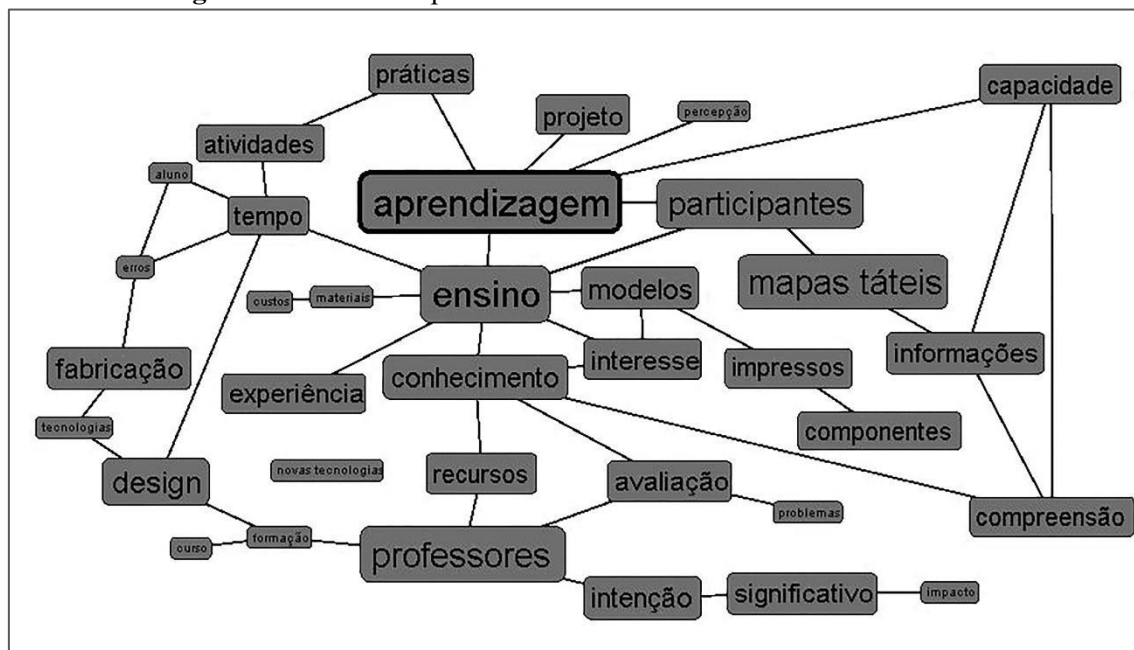 práticas
capacidade
projeto
percepção
atividades
aluno
aprendizagem
participantes
tempo
erros
ensino
modelos
mapas táteis
custos
materiais
fabricação
experiência
conhecimento
interesse
impressos
informações
tecnologias
componentes
design
novas tecnologias
recursos
avaliação
problemas
compreensão
curso
formação
professores
intenção
significativo
impacto